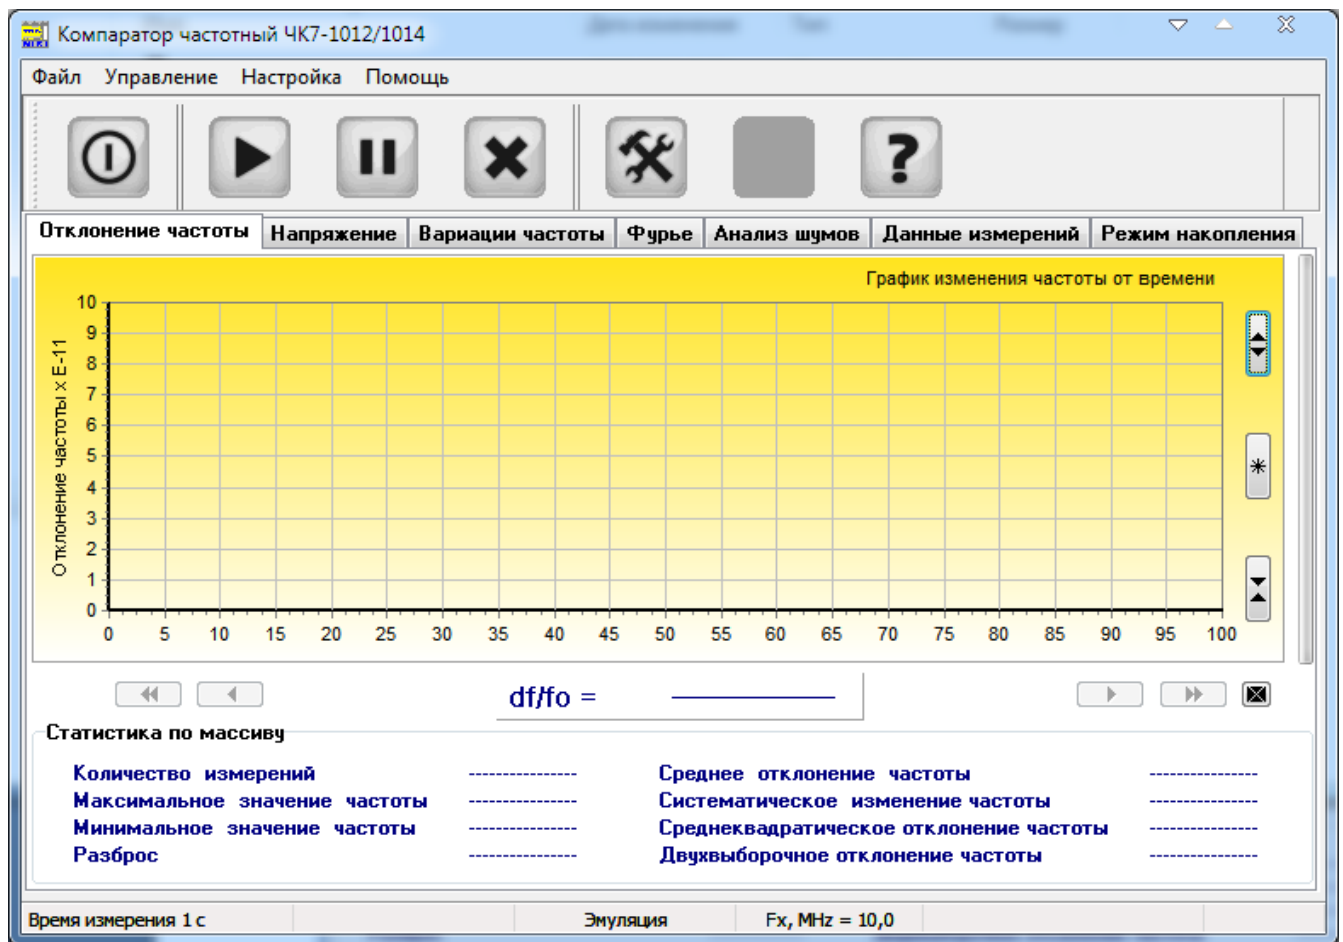 Компаратор частотный ЧК7-1012/1014
Файл Управление Настройка Помощь
Отклонение частоты Напряжение Вариации частоты Фурье Анализ шумов Данные измерений Режим накопления
График изменения частоты от времени
Отклонение частоты x E-11
10
9
8
7
6
5
4
3
2
1
0
0 5 10 15 20 25 30 35 40 45 50 55 60 65 70 75 80 85 90 95 100
df/fo =
Статистика по массиву
Количество измерений ---------------- Среднее отклонение частоты ----------------
Максимальное значение частоты ---------------- Систематическое изменение частоты ----------------
Минимальное значение частоты ---------------- Среднеквадратическое отклонение частоты ----------------
Разброс ---------------- Двухвыборочное отклонение частоты ----------------
Время измерения 1 с Эмуляция Fx, MHz = 10,0